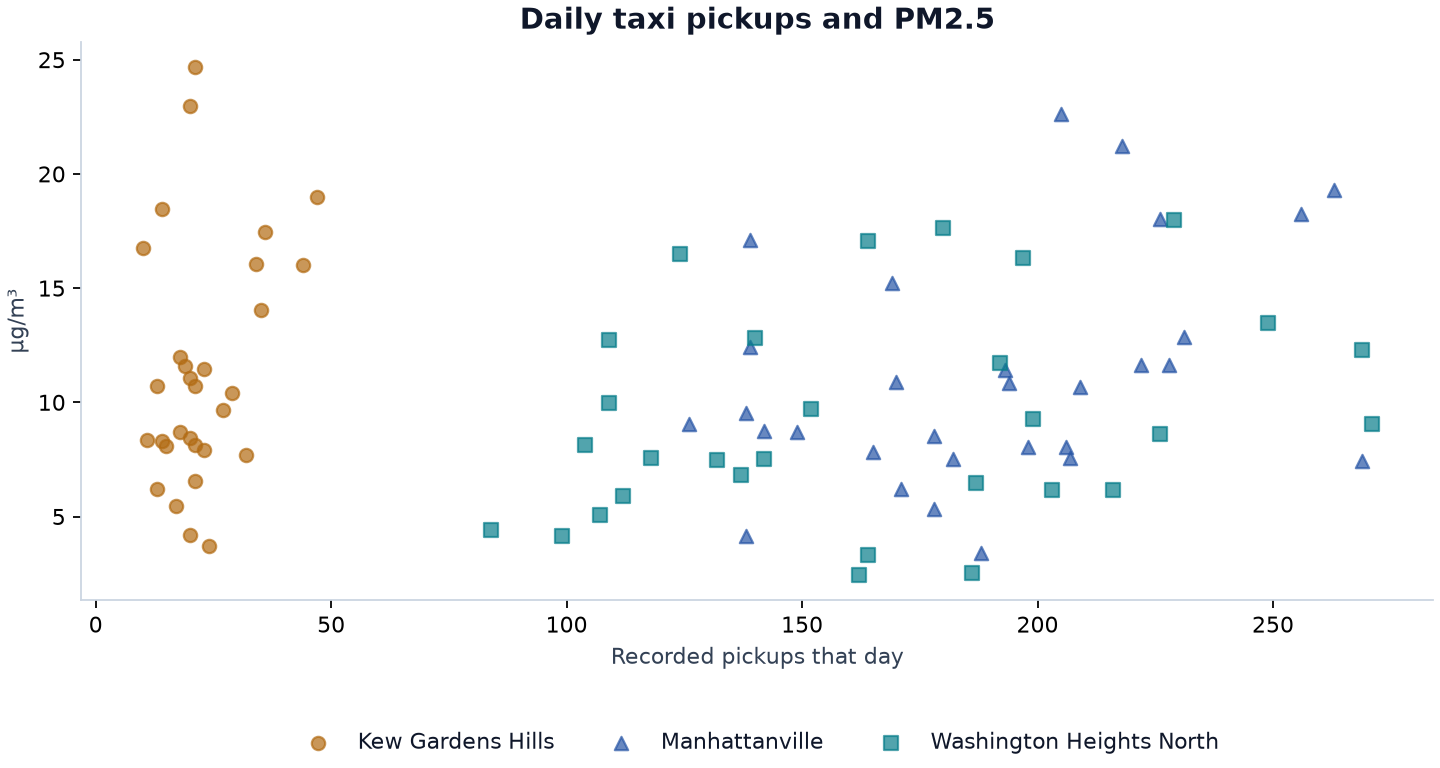 Daily taxi pickups and PM2.5
µg/m³
25
20
15
10
5
0 50 100 150 200 250
Recorded pickups that day
Kew Gardens Hills Manhattanville Washington Heights North